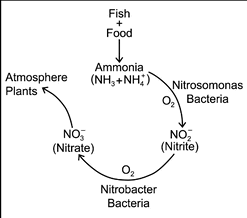 Fish
+
Food
Ammonia
(NH₃ + NH₄⁺)
Atmosphere
Plants
Nitrosomonas
Bacteria
O₂
NO₃⁻
(Nitrate)
NO₂⁻
(Nitrite)
O₂
Nitrobacter
Bacteria